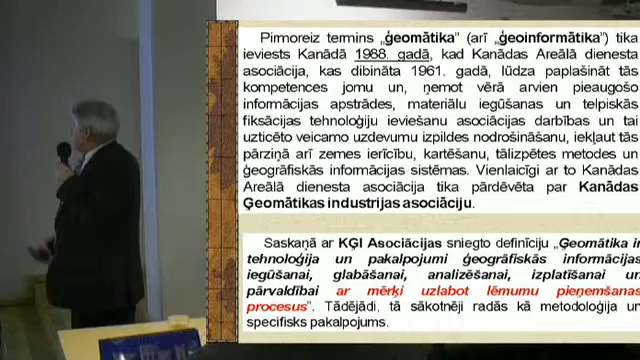 Pirmoreiz termins „ģeomātika” (arī „ģeoinformātika”) tika
ieviests Kanādā 1988. gadā, kad Kanādas Areālā dienesta
asociācija, kas dibināta 1961. gadā, lūdza paplašināt tās
kompetences jomu un, ņemot vērā arvien pieaugošo
informācijas apstrādes, materiālu iegūšanas un telpiskās
fiksācijas tehnoloģiju ieviešanu asociācijas darbības un tai
uzticēto veicamo uzdevumu izpildes nodrošināšanu, iekļaut tās
pārziņā arī zemes ierīcību, kartēšanu, tālizpētes metodes un
ģeogrāfiskās informācijas sistēmas. Vienlaicīgi ar to Kanādas
Areālā dienesta asociācija tika pārdēvēta par Kanādas
Ģeomātikas industrijas asociāciju.
Saskaņā ar KĢI Asociācijas sniegto definīciju „Ģeomātika ir
tehnoloģija un pakalpojumi ģeogrāfiskās informācijas
iegūšanai, glabāšanai, analizēšanai, izplatīšanai un
pārvaldībai ar mērķi uzlabot lēmumu pieņemšanas
procesus”. Tādējādi, tā sākotnēji radās kā metodoloģija un
specifisks pakalpojums.